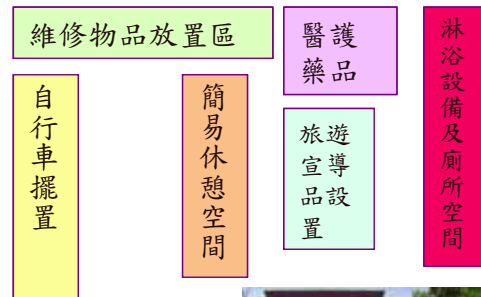 維修物品放置區
醫護
藥品
淋浴設備及廁所空間
自行車擺置
簡易休憩空間
旅遊
宣導
品設
置